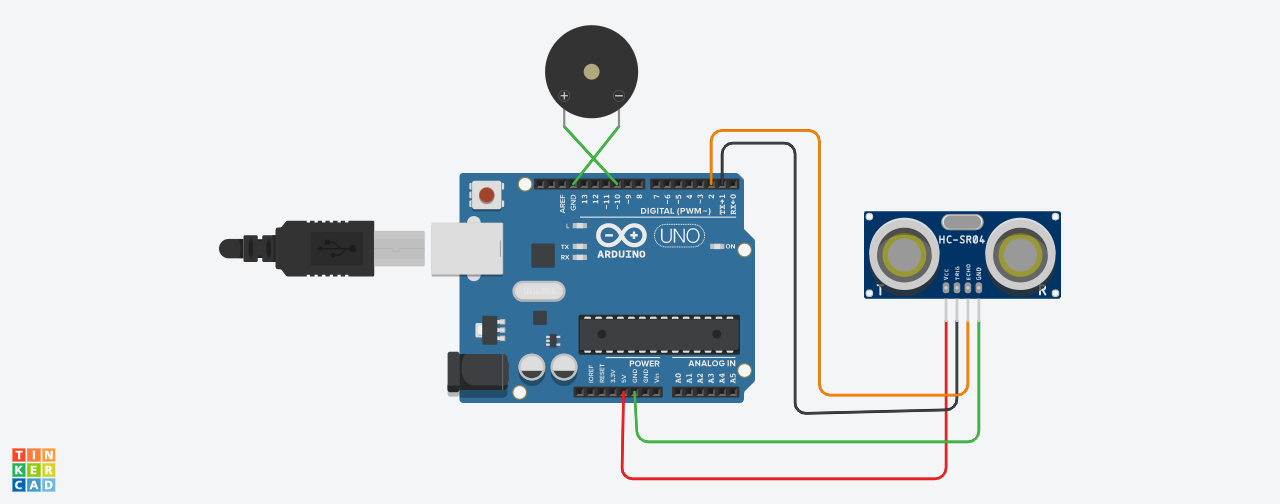 + −
AREF
GND
13
12
~11
~10
~9
8
7
~6
~5
4
~3
2
TX→1
RX←0
DIGITAL (PWM~)
L
TX
RX
ARDUINO
UNO
ON
HC-SR04
VCC
TRIG
ECHO
GND
T
R
POWER
ANALOG IN
IOREF
RESET
3.3V
5V
GND
GND
Vin
A0
A1
A2
A3
A4
A5
TIN
KER
CAD